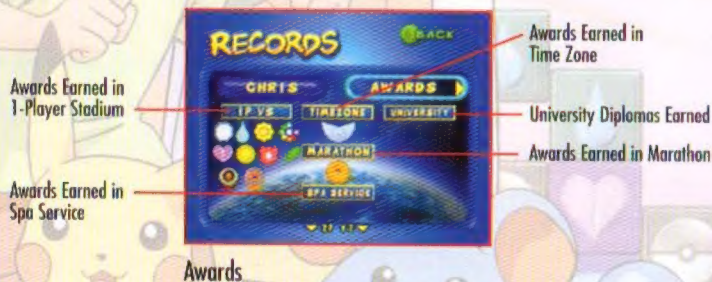 RECORDS
BACK
CHRIS
AWARDS
1P VS
TIMEZONE
UNIVERSITY
MARATHON
SPA SERVICE
Awards Earned in
1-Player Stadium
Awards Earned in
Spa Service
Awards Earned in
Time Zone
University Diplomas Earned
Awards Earned in Marathon
Awards